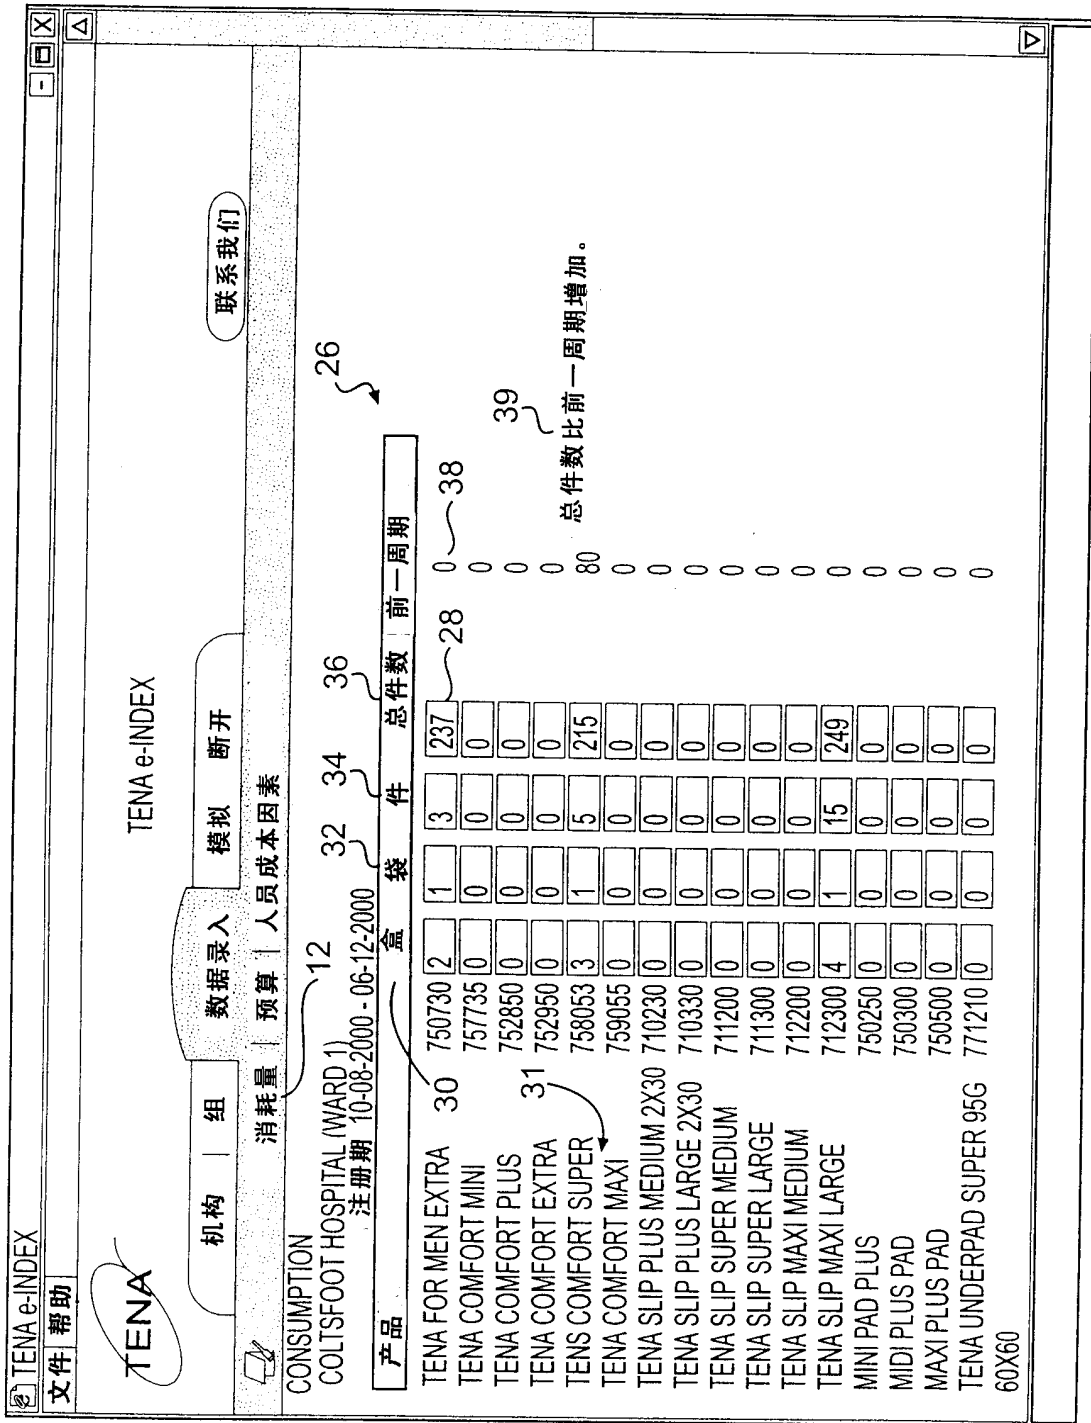 TENA e-INDEX
文件 帮助
TENA
TENA e-INDEX
联系我们
机构 | 组 数据录入 模拟 断开
消耗量 | 预算 | 人员成本因素
12
CONSUMPTION
COLTSFOOT HOSPITAL (WARD 1)
注册期 10-08-2000 - 06-12-2000
32 34 36 26
产品 盒 袋 件 总件数 前一周期
TENA FOR MEN EXTRA 750730 2 1 3 237 0
30 28 38
TENA COMFORT MINI 757735 0 0 0 0 0
TENA COMFORT PLUS 752850 0 0 0 0 0
TENA COMFORT EXTRA 752950 0 0 0 0 0
31 39
TENS COMFORT SUPER 758053 3 1 5 215 80 总件数比前一周期增加。
TENA COMFORT MAXI 759055 0 0 0 0 0
TENA SLIP PLUS MEDIUM 2X30 710230 0 0 0 0 0
TENA SLIP PLUS LARGE 2X30 710330 0 0 0 0 0
TENA SLIP SUPER MEDIUM 711200 0 0 0 0 0
TENA SLIP SUPER LARGE 711300 0 0 0 0 0
TENA SLIP MAXI MEDIUM 712200 0 0 0 0 0
TENA SLIP MAXI LARGE 712300 4 1 15 249 0
MINI PAD PLUS 750250 0 0 0 0 0
MIDI PLUS PAD 750300 0 0 0 0 0
MAXI PLUS PAD 750500 0 0 0 0 0
TENA UNDERPAD SUPER 95G 771210 0 0 0 0 0
60X60